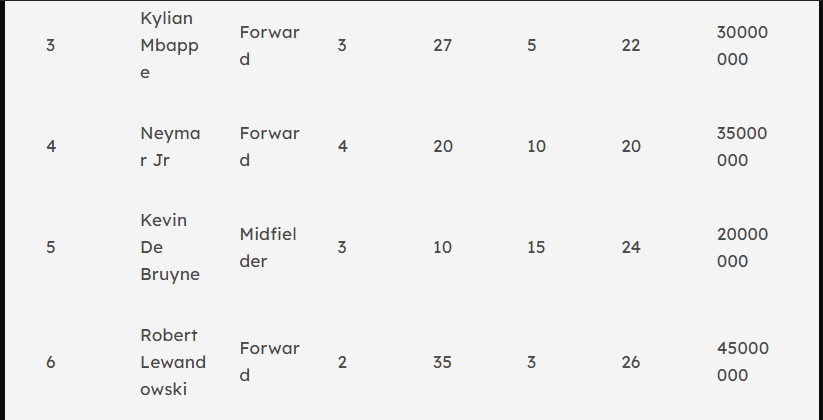 3 Kylian Mbapp e Forwar d 3 27 5 22 30000 000
4 Neyma r Jr Forwar d 4 20 10 20 35000 000
5 Kevin De Bruyne Midfiel der 3 10 15 24 20000 000
6 Robert Lewand owski Forwar d 2 35 3 26 45000 000